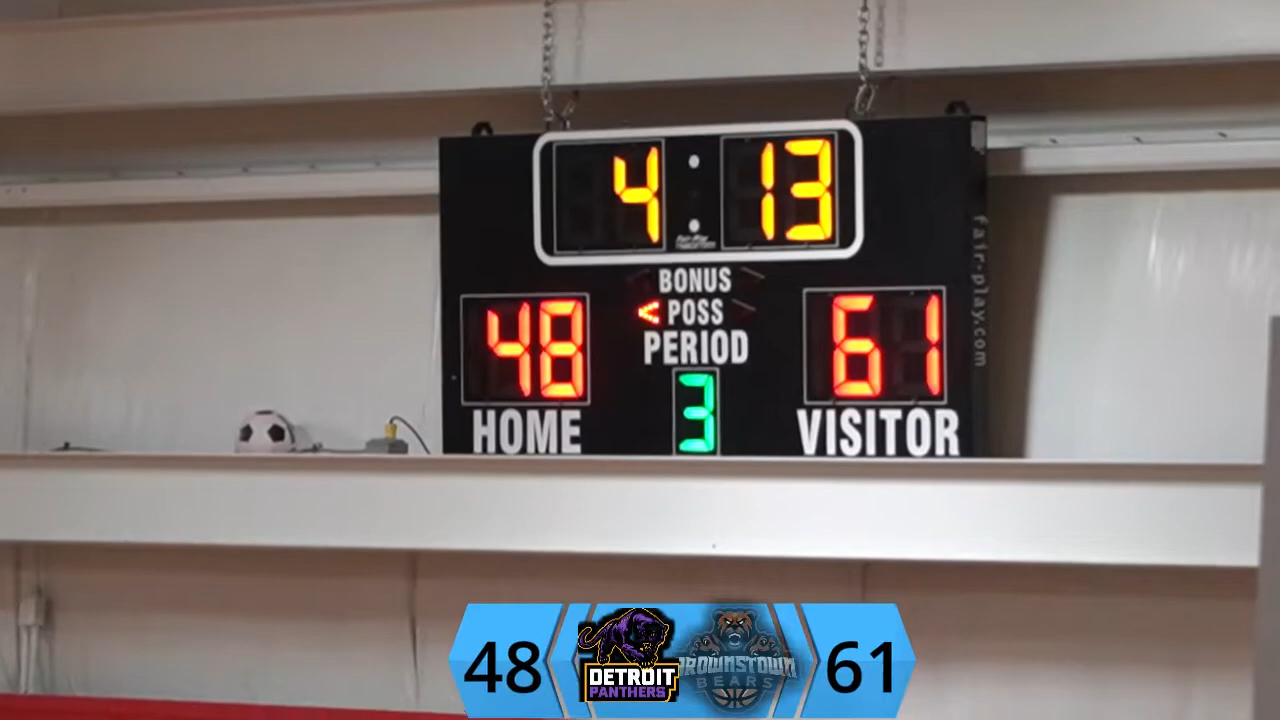 4:13
BONUS
< POSS
PERIOD
48
61
3
HOME
VISITOR
fair-play.com
48
DETROIT
PANTHERS
BROWNSTOWN
BEARS
61